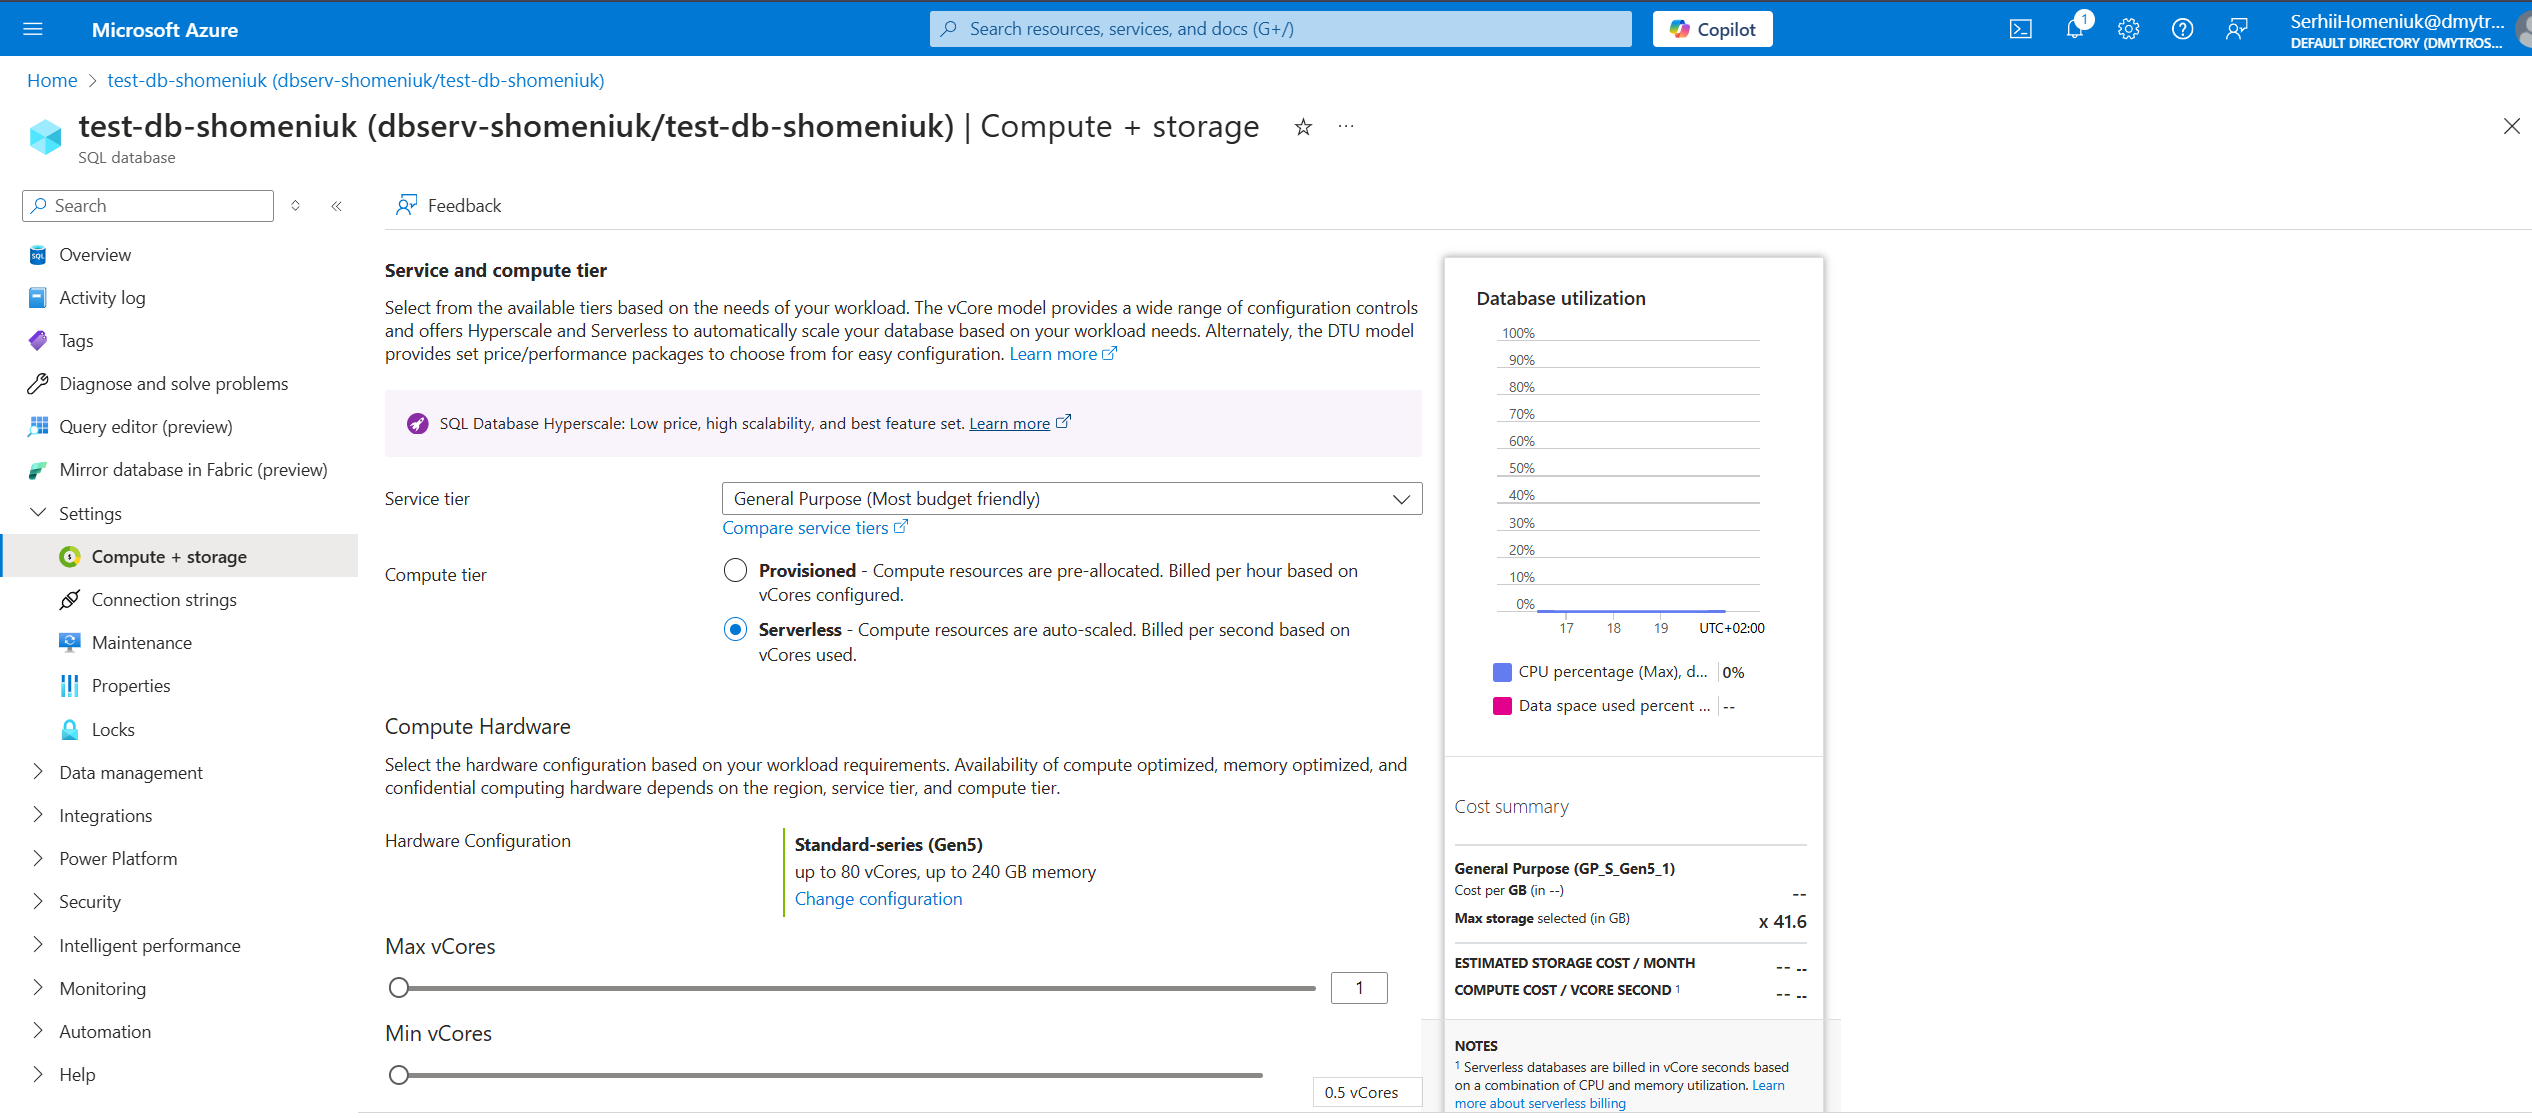 Microsoft Azure
Search resources, services, and docs (G+/)
Copilot
1
SerhiiHomeniuk@dmytr...
DEFAULT DIRECTORY (DMYTROS...
Home > test-db-shomeniuk (dbserv-shomeniuk/test-db-shomeniuk)
test-db-shomeniuk (dbserv-shomeniuk/test-db-shomeniuk) | Compute + storage
SQL database
Search
Overview
Activity log
Tags
Diagnose and solve problems
Query editor (preview)
Mirror database in Fabric (preview)
Settings
Compute + storage
Connection strings
Maintenance
Properties
Locks
Data management
Integrations
Power Platform
Security
Intelligent performance
Monitoring
Automation
Help
Feedback
Service and compute tier
Select from the available tiers based on the needs of your workload. The vCore model provides a wide range of configuration controls
and offers Hyperscale and Serverless to automatically scale your database based on your workload needs. Alternately, the DTU model
provides set price/performance packages to choose from for easy configuration. Learn more
SQL Database Hyperscale: Low price, high scalability, and best feature set. Learn more
Service tier
General Purpose (Most budget friendly)
Compare service tiers
Compute tier
Provisioned - Compute resources are pre-allocated. Billed per hour based on
vCores configured.
Serverless - Compute resources are auto-scaled. Billed per second based on
vCores used.
Compute Hardware
Select the hardware configuration based on your workload requirements. Availability of compute optimized, memory optimized, and
confidential computing hardware depends on the region, service tier, and compute tier.
Hardware Configuration
Standard-series (Gen5)
up to 80 vCores, up to 240 GB memory
Change configuration
Max vCores
1
Min vCores
0.5 vCores
Database utilization
100%
90%
80%
70%
60%
50%
40%
30%
20%
10%
0%
17 18 19 UTC+02:00
CPU percentage (Max), d... 0%
Data space used percent ... --
Cost summary
General Purpose (GP_S_Gen5_1)
Cost per GB (in --) --
Max storage selected (in GB) x 41.6
ESTIMATED STORAGE COST / MONTH -- --
COMPUTE COST / VCORE SECOND 1 -- --
NOTES
1 Serverless databases are billed in vCore seconds based
on a combination of CPU and memory utilization. Learn
more about serverless billing